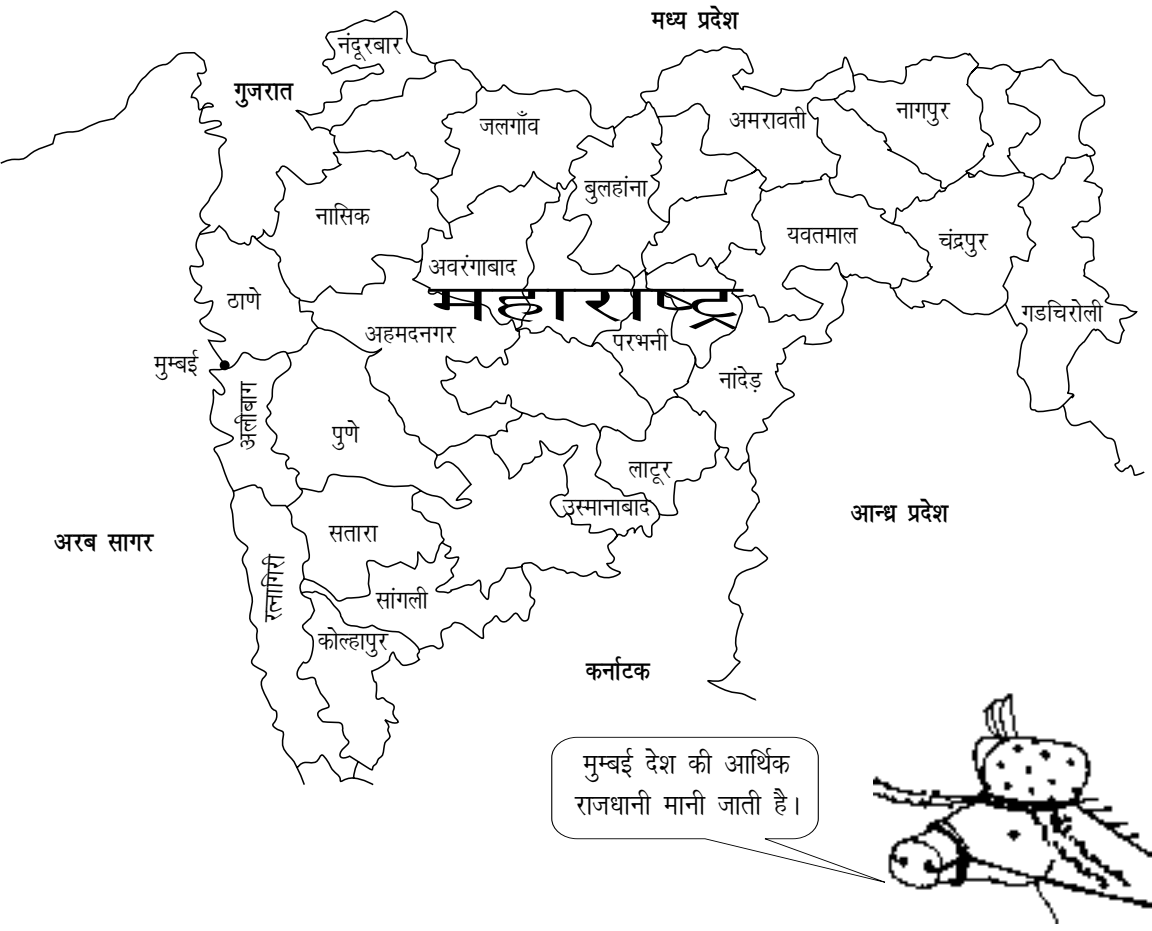 मध्य प्रदेश
नंदूरबार
गुजरात
जलगाँव
अमरावती
नागपुर
बुलहांना
नासिक
यवतमाल
चंद्रपुर
अवरंगाबाद
ठाणे
महाराष्ट्र
गडचिरोली
अहमदनगर
परभनी
मुम्बई
नांदेड़
अलीबाग
पुणे
लाटूर
उस्मानाबाद
आन्ध्र प्रदेश
सतारा
अरब सागर
रत्नागिरी
सांगली
कोल्हापुर
कर्नाटक
मुम्बई देश की आर्थिक
राजधानी मानी जाती है।